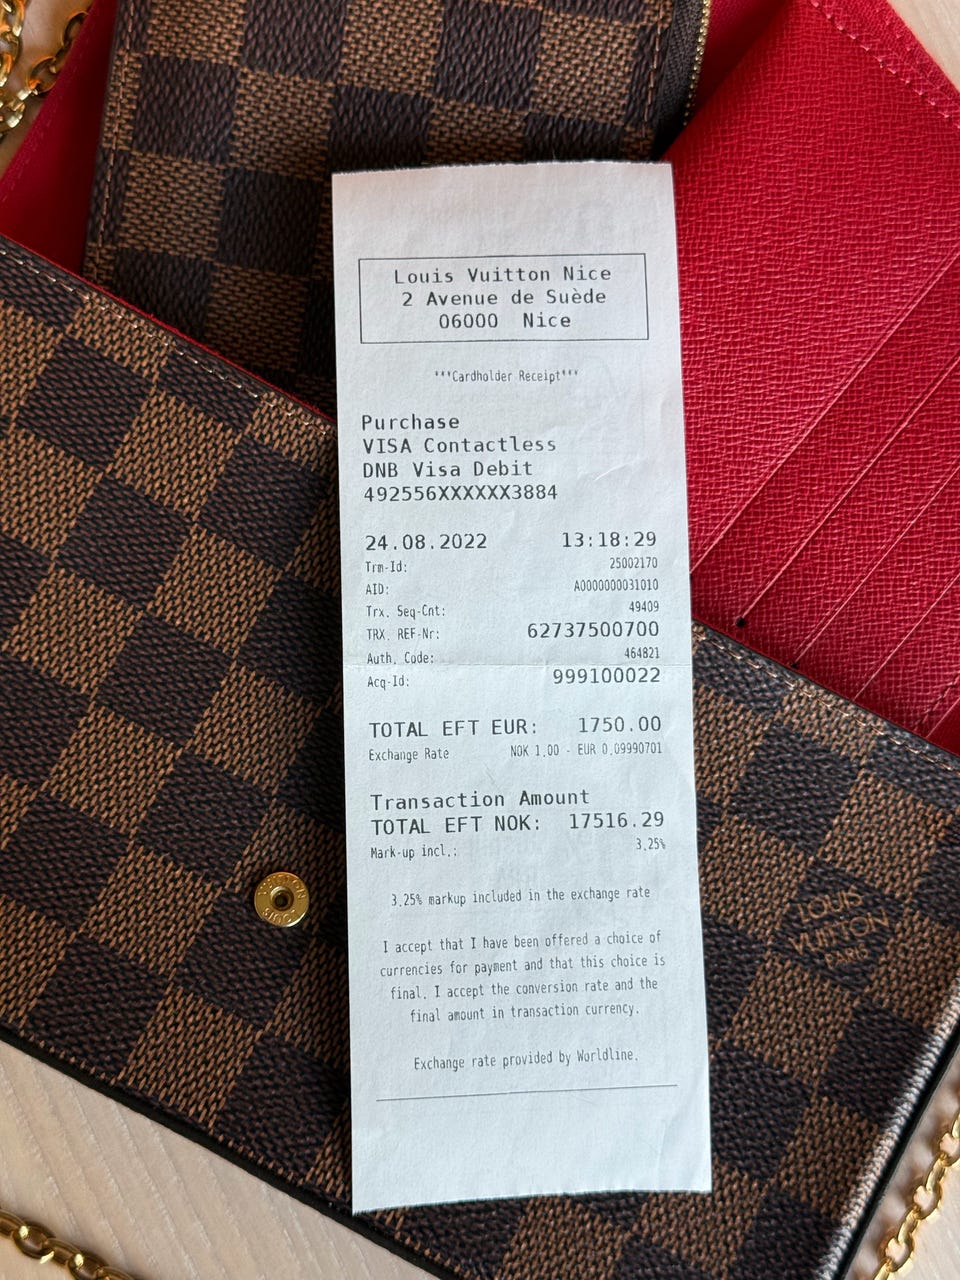 Louis Vuitton Nice
2 Avenue de Suède
06000 Nice
***Cardholder Receipt***
Purchase
VISA Contactless
DNB Visa Debit
492556XXXXXX3884
24.08.2022 13:18:29
Trm-Id: 25002170
AID: A0000000031010
Trx. Seq-Cnt: 49409
TRX. REF-Nr: 62737500700
Auth. Code: 464821
Acq-Id: 999100022
TOTAL EFT EUR: 1750.00
Exchange Rate NOK 1.00 - EUR 0.09990701
Transaction Amount
TOTAL EFT NOK: 17516.29
Mark-up incl.: 3.25%
3.25% markup included in the exchange rate
I accept that I have been offered a choice of
currencies for payment and that this choice is
final. I accept the conversion rate and the
final amount in transaction currency.
Exchange rate provided by Worldline.
LOUIS
VUITTON
PARIS
LOUIS VUITTON